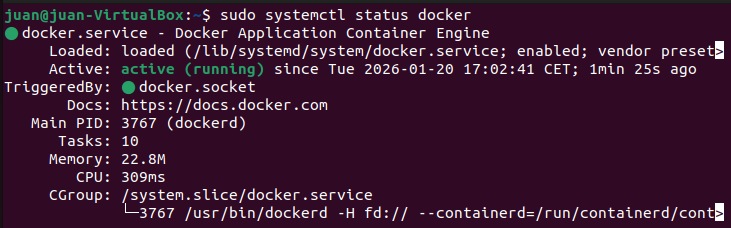 juan@juan-VirtualBox:~$ sudo systemctl status docker
● docker.service - Docker Application Container Engine
     Loaded: loaded (/lib/systemd/system/docker.service; enabled; vendor preset>
     Active: active (running) since Tue 2026-01-20 17:02:41 CET; 1min 25s ago
TriggeredBy: ● docker.socket
       Docs: https://docs.docker.com
   Main PID: 3767 (dockerd)
      Tasks: 10
     Memory: 22.8M
        CPU: 309ms
     CGroup: /system.slice/docker.service
             └─3767 /usr/bin/dockerd -H fd:// --containerd=/run/containerd/cont>